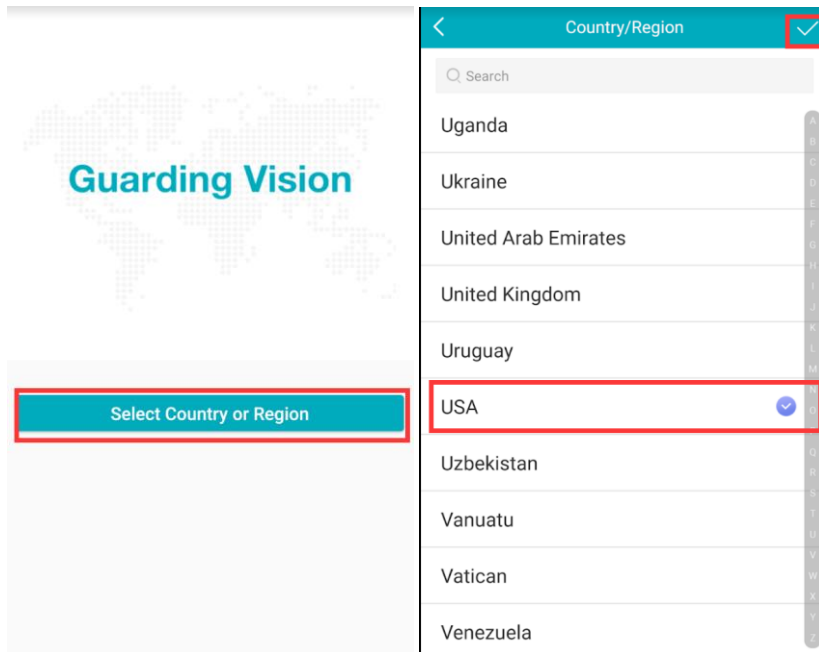 Guarding Vision
Select Country or Region
Country/Region
Search
Uganda
Ukraine
United Arab Emirates
United Kingdom
Uruguay
USA
Uzbekistan
Vanuatu
Vatican
Venezuela
A
B
C
D
E
F
G
H
I
J
K
L
M
N
O
Q
R
S
T
U
V
W
X
Y
Z